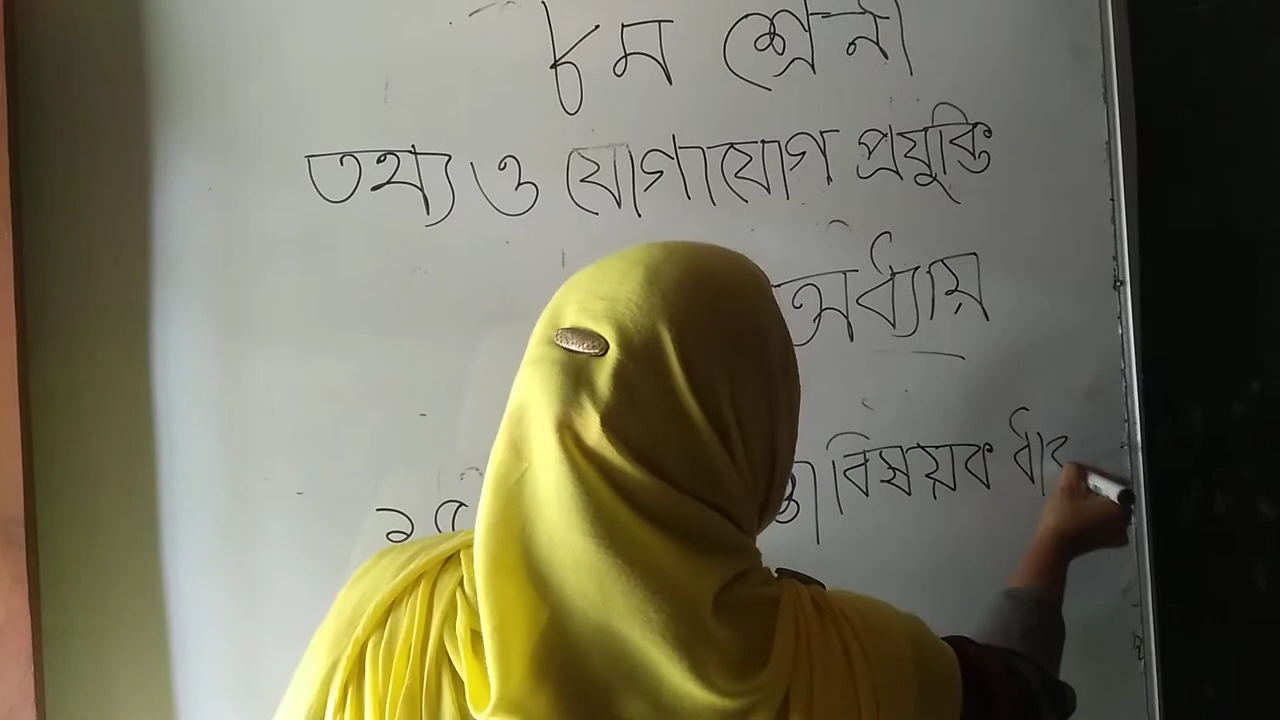 ৮ম শ্রেনী
তথ্য ও যোগাযোগ প্রযুক্তি
অধ্যায়
বিষয়ক